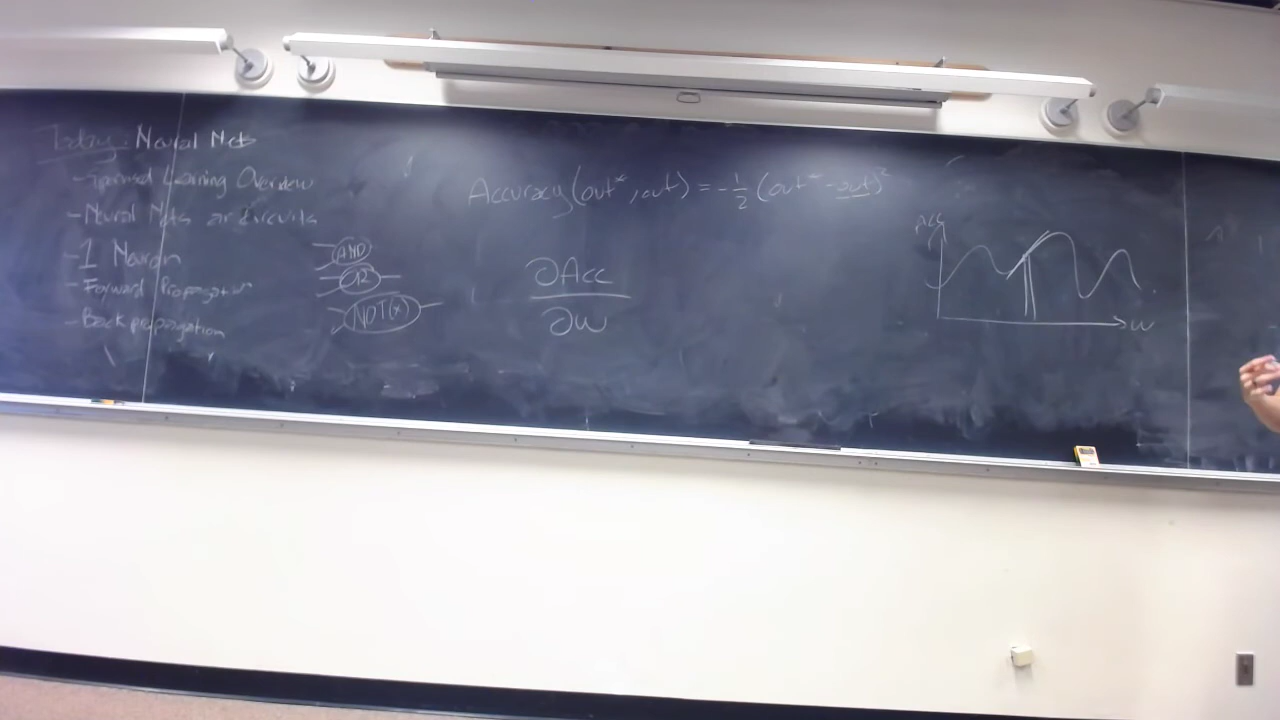 Today: Neural Nets
- Learning Overview
- Neural Nets as circuits
- 1 Neuron
- Forward Propagation
- Back propagation
AND
OR
NOT(x)
Accuracy(out*, out) = -1/2 (out* - out)²
∂Acc
∂w
Acc
w